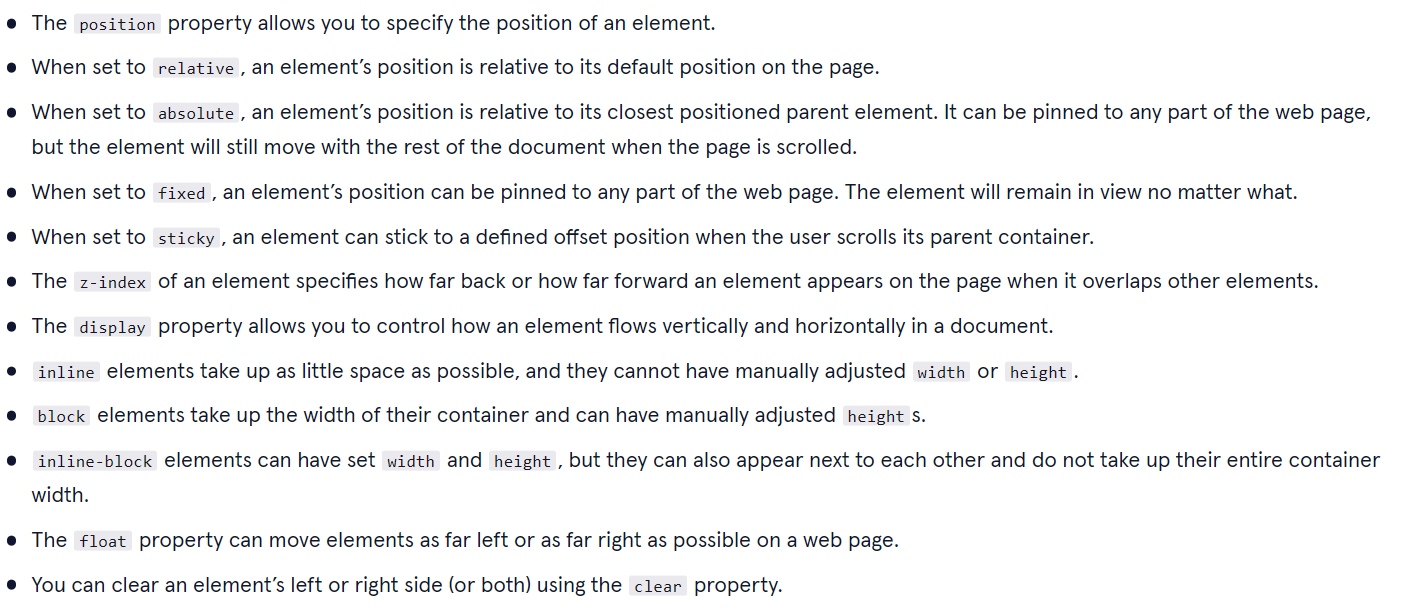 • The position property allows you to specify the position of an element.
• When set to relative, an element’s position is relative to its default position on the page.
• When set to absolute, an element’s position is relative to its closest positioned parent element. It can be pinned to any part of the web page,
but the element will still move with the rest of the document when the page is scrolled.
• When set to fixed, an element’s position can be pinned to any part of the web page. The element will remain in view no matter what.
• When set to sticky, an element can stick to a defined offset position when the user scrolls its parent container.
• The z-index of an element specifies how far back or how far forward an element appears on the page when it overlaps other elements.
• The display property allows you to control how an element flows vertically and horizontally in a document.
• inline elements take up as little space as possible, and they cannot have manually adjusted width or height.
• block elements take up the width of their container and can have manually adjusted heights.
• inline-block elements can have set width and height, but they can also appear next to each other and do not take up their entire container
width.
• The float property can move elements as far left or as far right as possible on a web page.
• You can clear an element’s left or right side (or both) using the clear property.